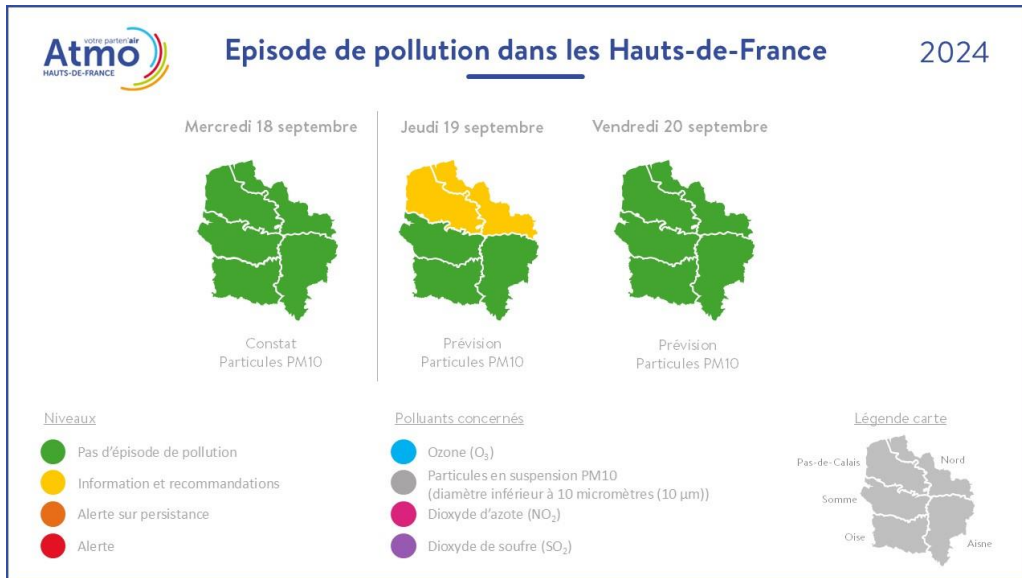 votre parten'air
Atmo
HAUTS-DE-FRANCE
Episode de pollution dans les Hauts-de-France
2024
Mercredi 18 septembre
Jeudi 19 septembre
Vendredi 20 septembre
Constat
Particules PM10
Prévision
Particules PM10
Prévision
Particules PM10
Niveaux
Pas d'épisode de pollution
Information et recommandations
Alerte sur persistance
Alerte
Polluants concernés
Ozone (O₃)
Particules en suspension PM10
(diamètre inférieur à 10 micromètres (10 µm))
Dioxyde d'azote (NO₂)
Dioxyde de soufre (SO₂)
Légende carte
Pas-de-Calais
Nord
Somme
Oise
Aisne